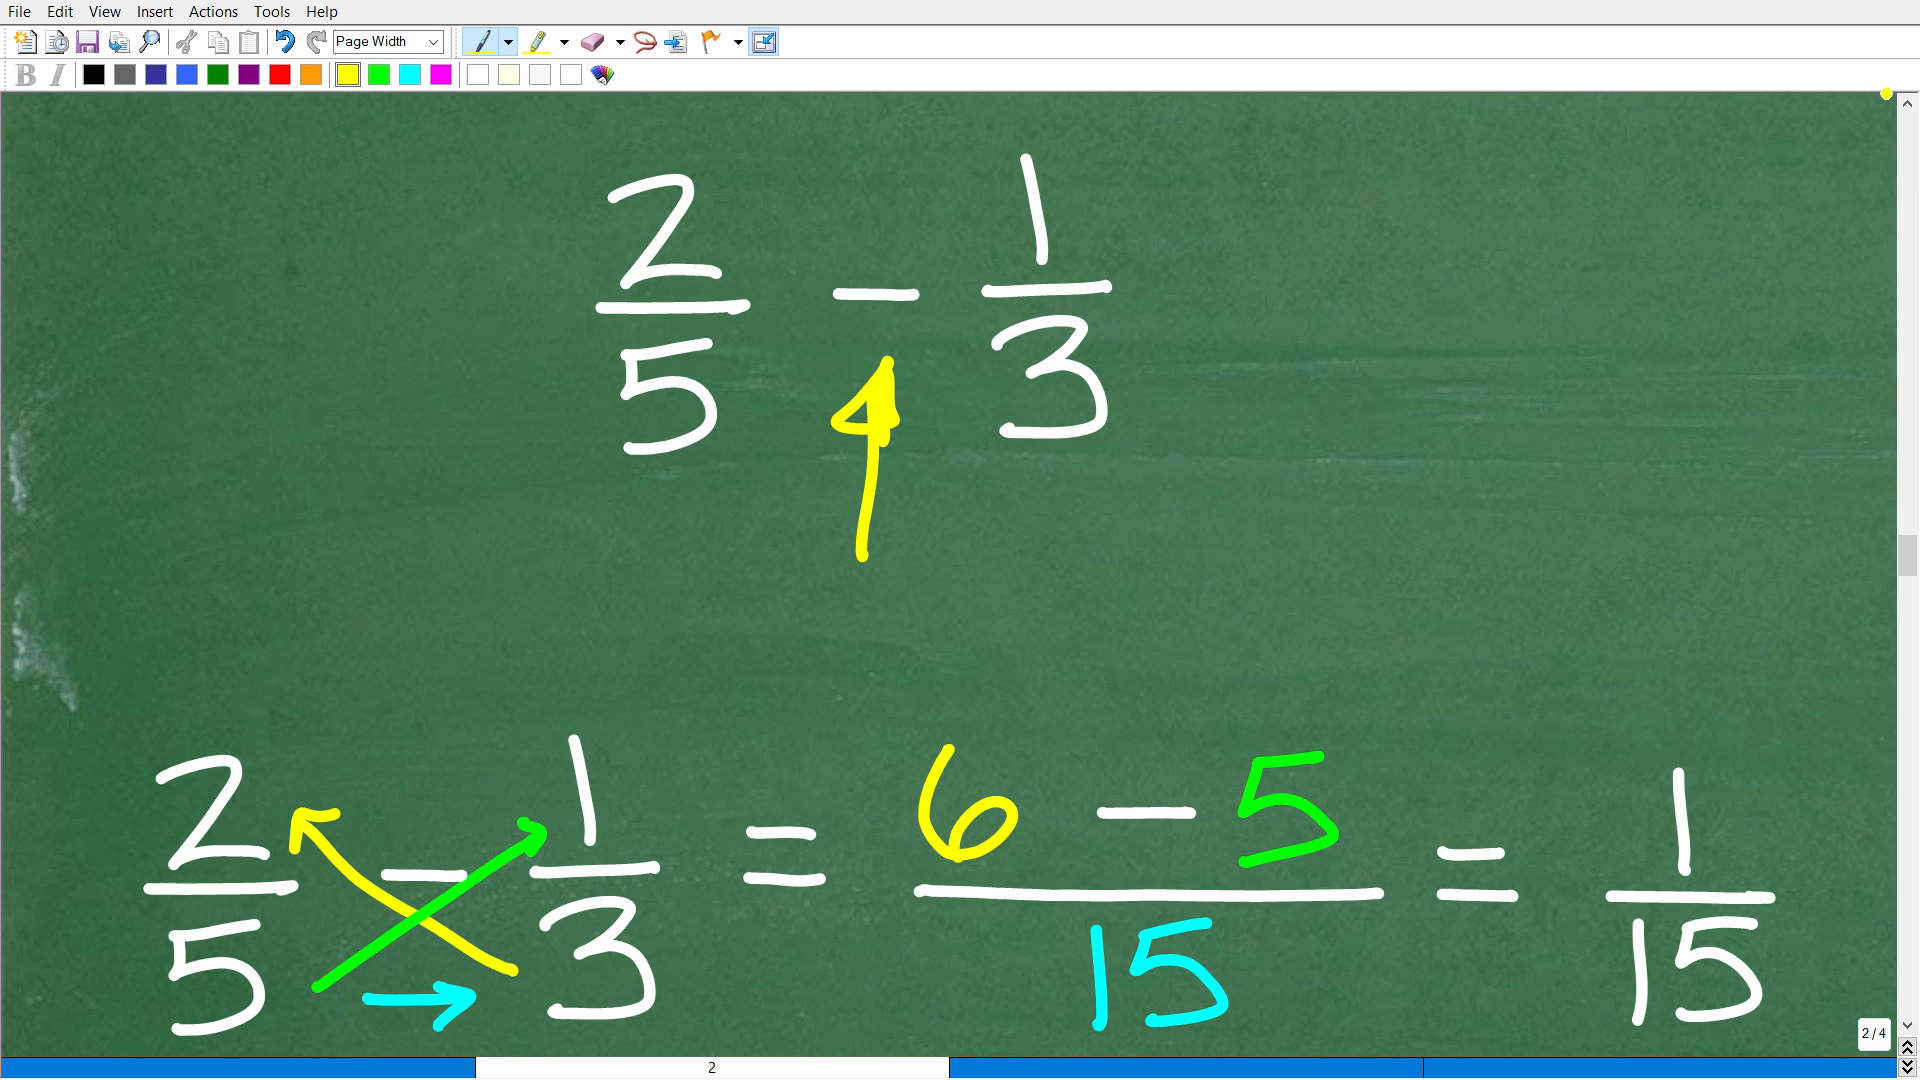 File Edit View Insert Actions Tools Help
Page Width
B I
2/5 - 1/3
2/5 - 1/3 = 6 - 5/15 = 1/15
2 / 4
2